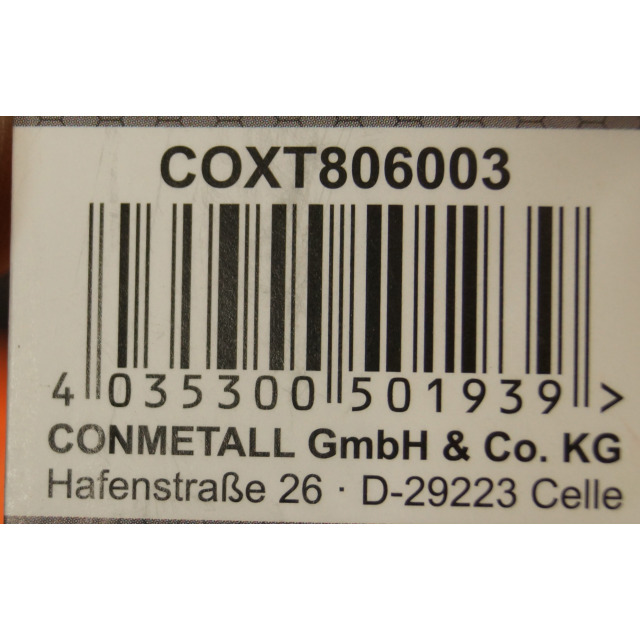 COXT806003
4 035300 501939 >
CONMETALL GmbH & Co. KG
Hafenstraße 26 · D-29223 Celle